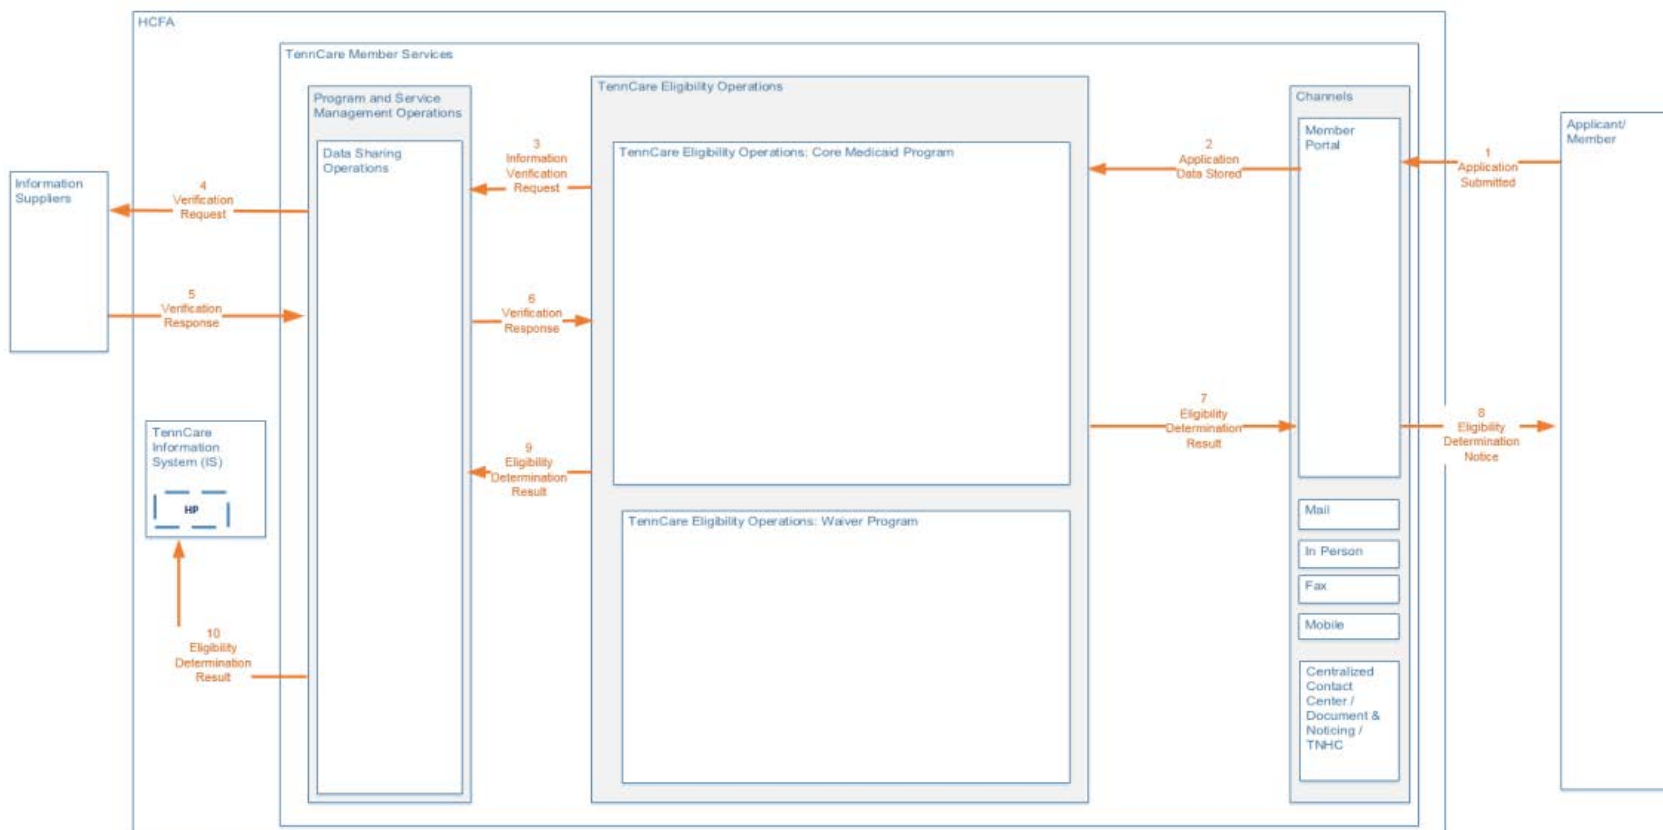 HCFA
TennCare Member Services
Program and Service
Management Operations
Data Sharing
Operations
TennCare Eligibility Operations
TennCare Eligibility Operations: Core Medicaid Program
TennCare Eligibility Operations: Waiver Program
Channels
Member
Portal
Mail
In Person
Fax
Mobile
Centralized
Contact
Center /
Document &
Noticing /
TNHC
Applicant/
Member
Information
Suppliers
TennCare
Information
System (IS)
HP
1
Application
Submitted
2
Application
Data Stored
3
Information
Verification
Request
4
Verification
Request
5
Verification
Response
6
Verification
Response
7
Eligibility
Determination
Result
8
Eligibility
Determination
Notice
9
Eligibility
Determination
Result
10
Eligibility
Determination
Result